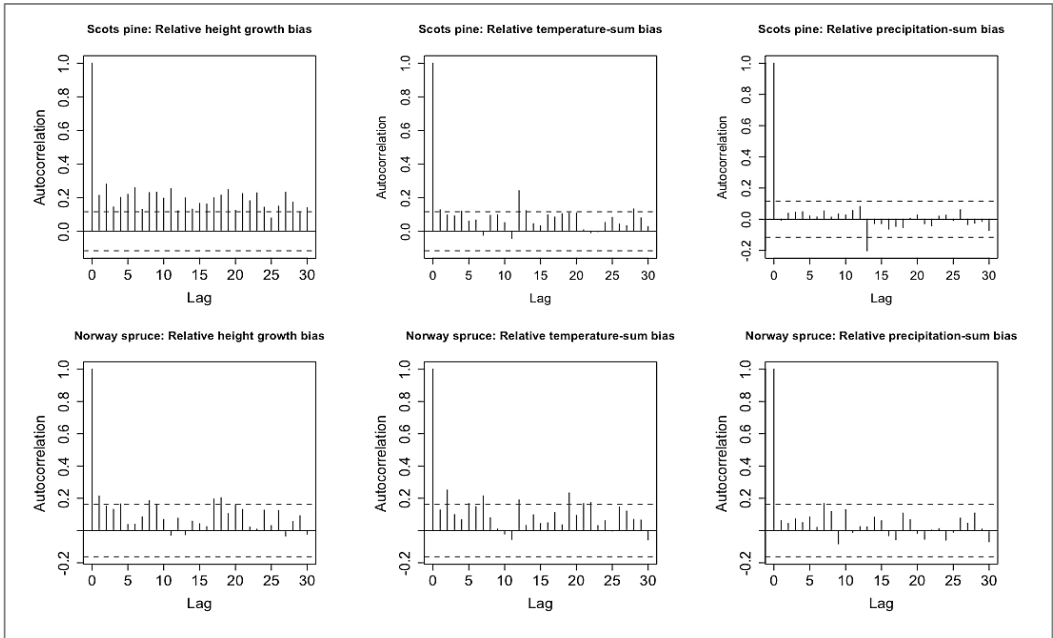 Scots pine: Relative height growth bias
Autocorrelation
1.0
0.8
0.6
0.4
0.2
0.0
0 5 10 15 20 25 30
Lag
Scots pine: Relative temperature-sum bias
Autocorrelation
1.0
0.8
0.6
0.4
0.2
0.0
0 5 10 15 20 25 30
Lag
Scots pine: Relative precipitation-sum bias
Autocorrelation
1.0
0.8
0.6
0.4
0.2
0.0
-0.2
0 5 10 15 20 25 30
Lag
Norway spruce: Relative height growth bias
Autocorrelation
1.0
0.8
0.6
0.4
0.2
-0.2
0 5 10 15 20 25 30
Lag
Norway spruce: Relative temperature-sum bias
Autocorrelation
1.0
0.8
0.6
0.4
0.2
-0.2
0 5 10 15 20 25 30
Lag
Norway spruce: Relative precipitation-sum bias
Autocorrelation
1.0
0.8
0.6
0.4
0.2
-0.2
0 5 10 15 20 25 30
Lag